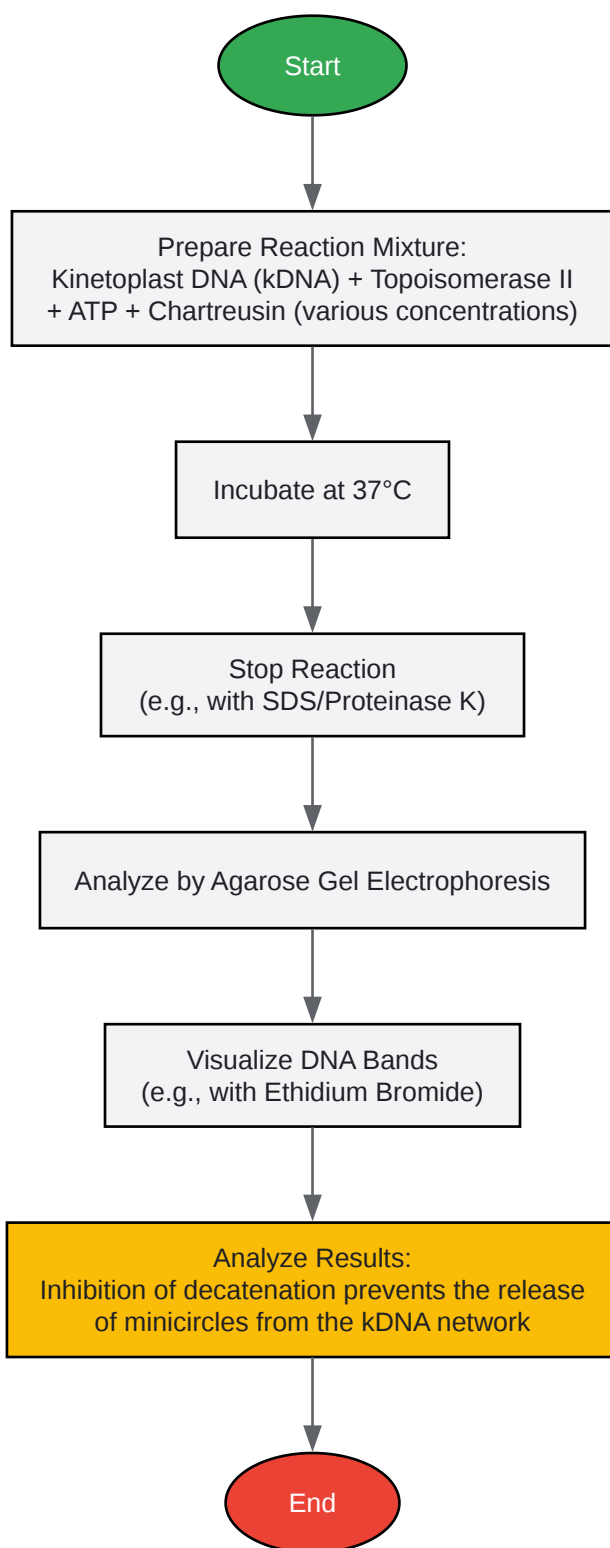 Start
Prepare Reaction Mixture:
Kinetoplast DNA (kDNA) + Topoisomerase II
+ ATP + Chartreusin (various concentrations)
Incubate at 37°C
Stop Reaction
(e.g., with SDS/Proteinase K)
Analyze by Agarose Gel Electrophoresis
Visualize DNA Bands
(e.g., with Ethidium Bromide)
Analyze Results:
Inhibition of decatenation prevents the release
of minicircles from the kDNA network
End